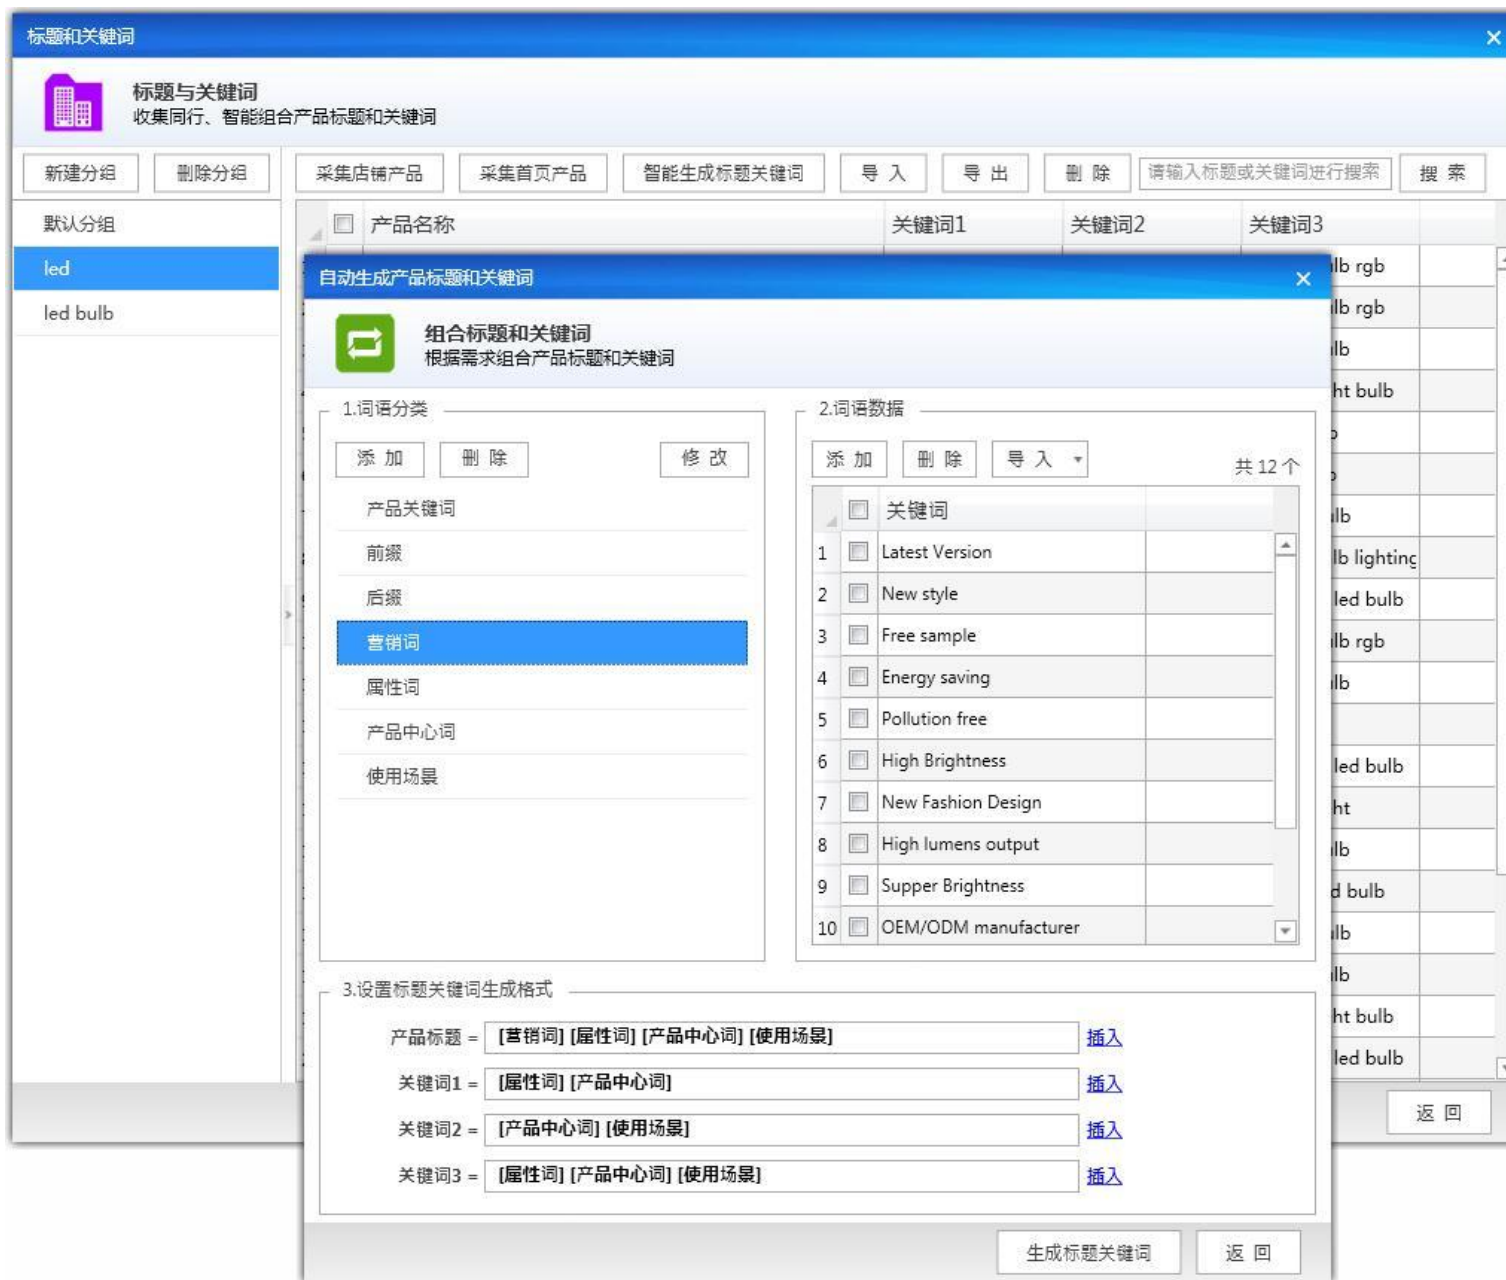 标题和关键词
标题与关键词
收集同行、智能组合产品标题和关键词
新建分组 删除分组 采集店铺产品 采集首页产品 智能生成标题关键词 导 入 导 出 删 除 请输入标题或关键词进行搜索 搜 索
默认分组
led
led bulb
产品名称 关键词1 关键词2 关键词3
自动生成产品标题和关键词
组合标题和关键词
根据需求组合产品标题和关键词
1.词语分类
添 加 删 除 修 改
产品关键词
前缀
后缀
营销词
属性词
产品中心词
使用场景
2.词语数据
添 加 删 除 导 入 共 12 个
关键词
1 Latest Version
2 New style
3 Free sample
4 Energy saving
5 Pollution free
6 High Brightness
7 New Fashion Design
8 High lumens output
9 Supper Brightness
10 OEM/ODM manufacturer
lb rgb
lb rgb
lb
ht bulb
lb
lb lighting
led bulb
lb rgb
lb
led bulb
ht
lb
d bulb
lb
lb
ht bulb
led bulb
3.设置标题关键词生成格式
产品标题 = [营销词] [属性词] [产品中心词] [使用场景] 插入
关键词1 = [属性词] [产品中心词] 插入
关键词2 = [产品中心词] [使用场景] 插入
关键词3 = [属性词] [产品中心词] [使用场景] 插入
生成标题关键词 返 回
返 回